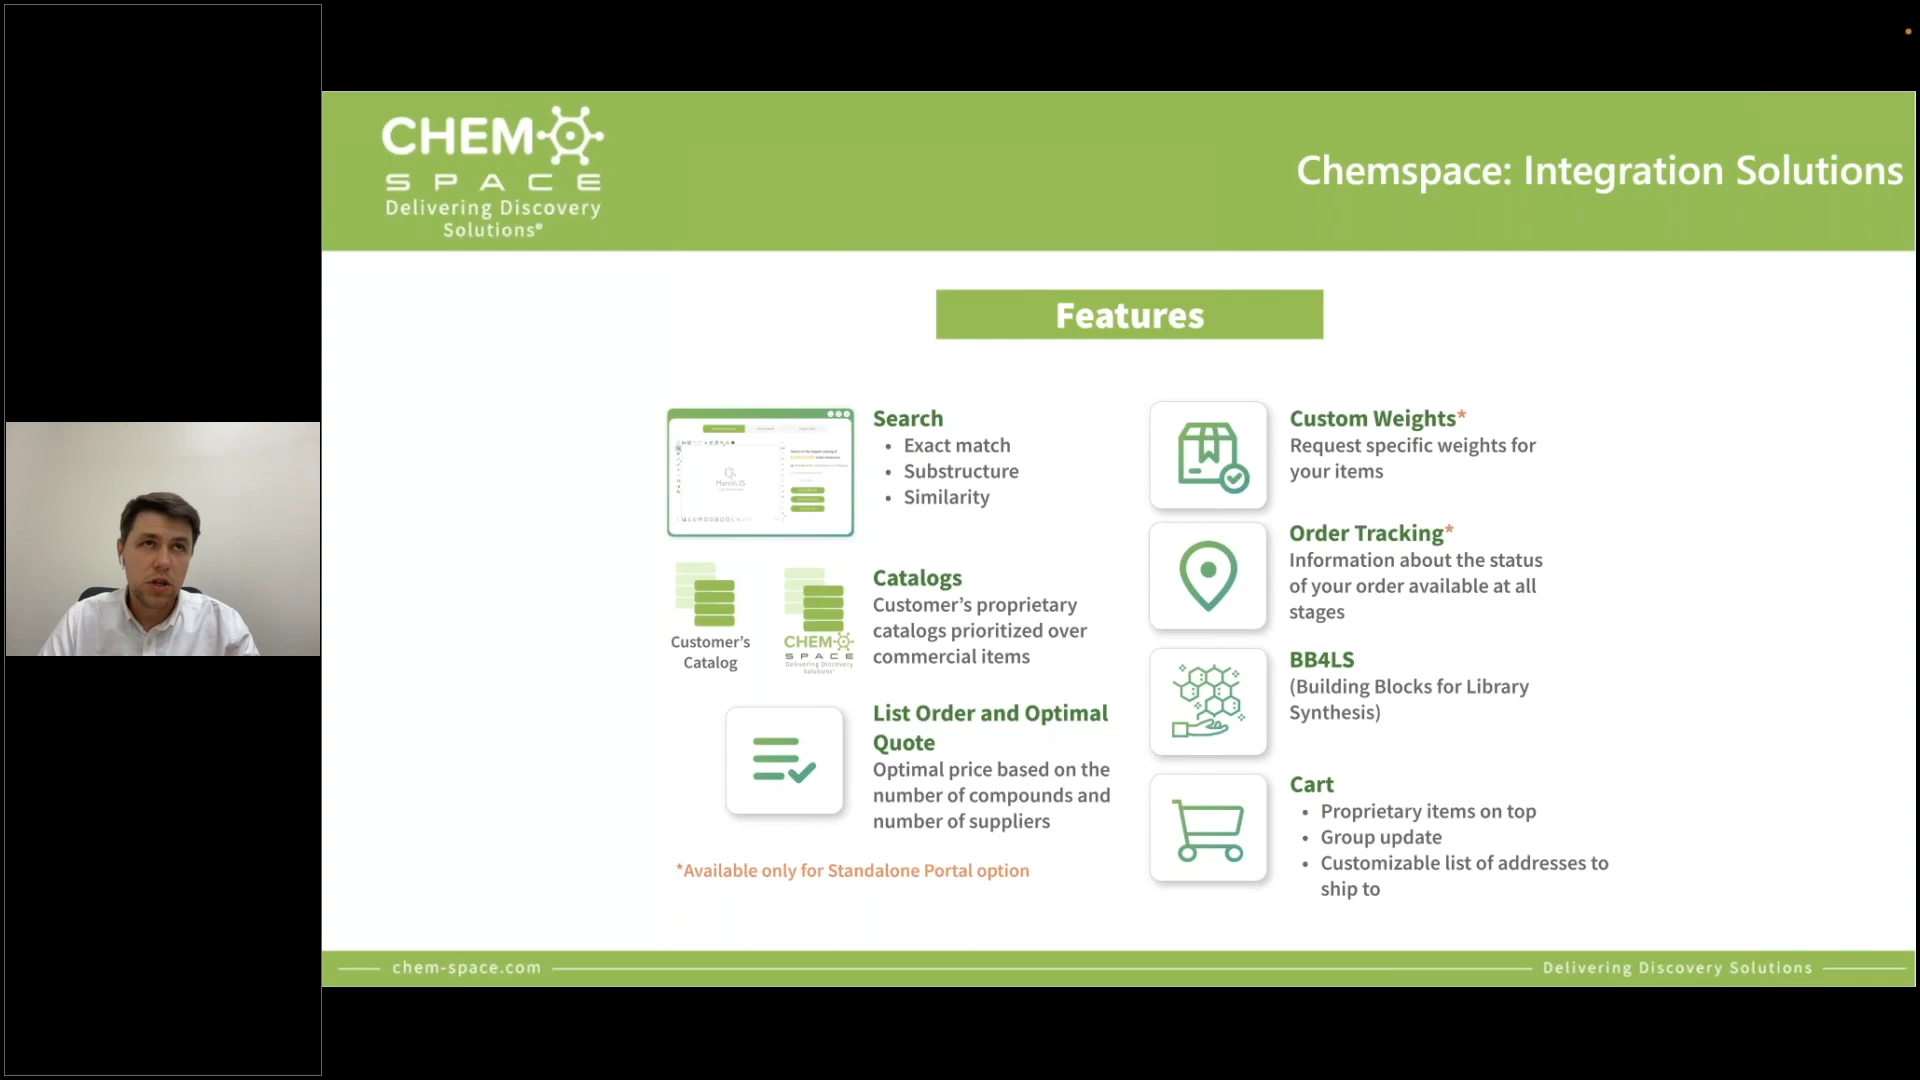 CHEM
SPACE
Delivering Discovery
Solutions®
Chemspace: Integration Solutions
Features
Search
• Exact match
• Substructure
• Similarity
Marvin JS
Customer’s
Catalog
CHEM
SPACE
Delivering Discovery
Solutions®
Catalogs
Customer’s proprietary
catalogs prioritized over
commercial items
List Order and Optimal
Quote
Optimal price based on the
number of compounds and
number of suppliers
*Available only for Standalone Portal option
Custom Weights*
Request specific weights for
your items
Order Tracking*
Information about the status
of your order available at all
stages
BB4LS
(Building Blocks for Library
Synthesis)
Cart
• Proprietary items on top
• Group update
• Customizable list of addresses to
ship to
chem-space.com
Delivering Discovery Solutions